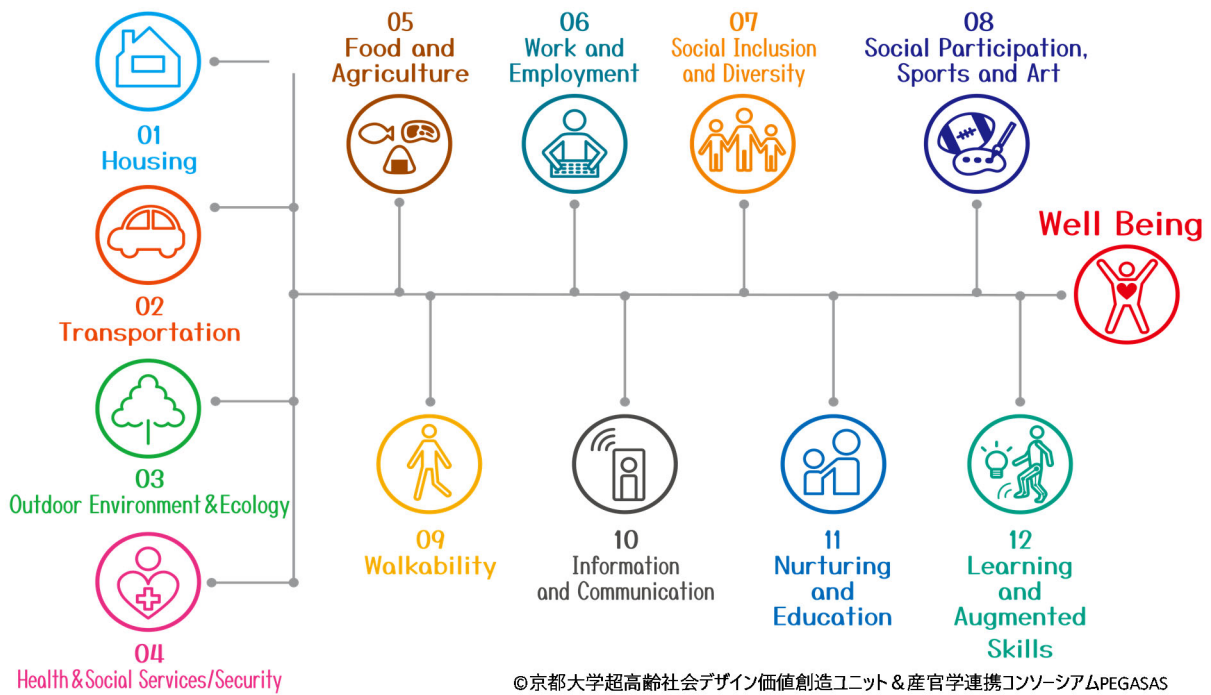 01
Housing
02
Transportation
03
Outdoor Environment&Ecology
04
Health&Social Services/Security
05
Food and
Agriculture
06
Work and
Employment
07
Social Inclusion
and Diversity
08
Social Participation,
Sports and Art
Well Being
09
Walkability
10
Information
and Communication
11
Nurturing
and
Education
12
Learning
and
Augmented
Skills
©京都大学超高齢社会デザイン価値創造ユニット＆産官学連携コンソーシアムPEGASAS